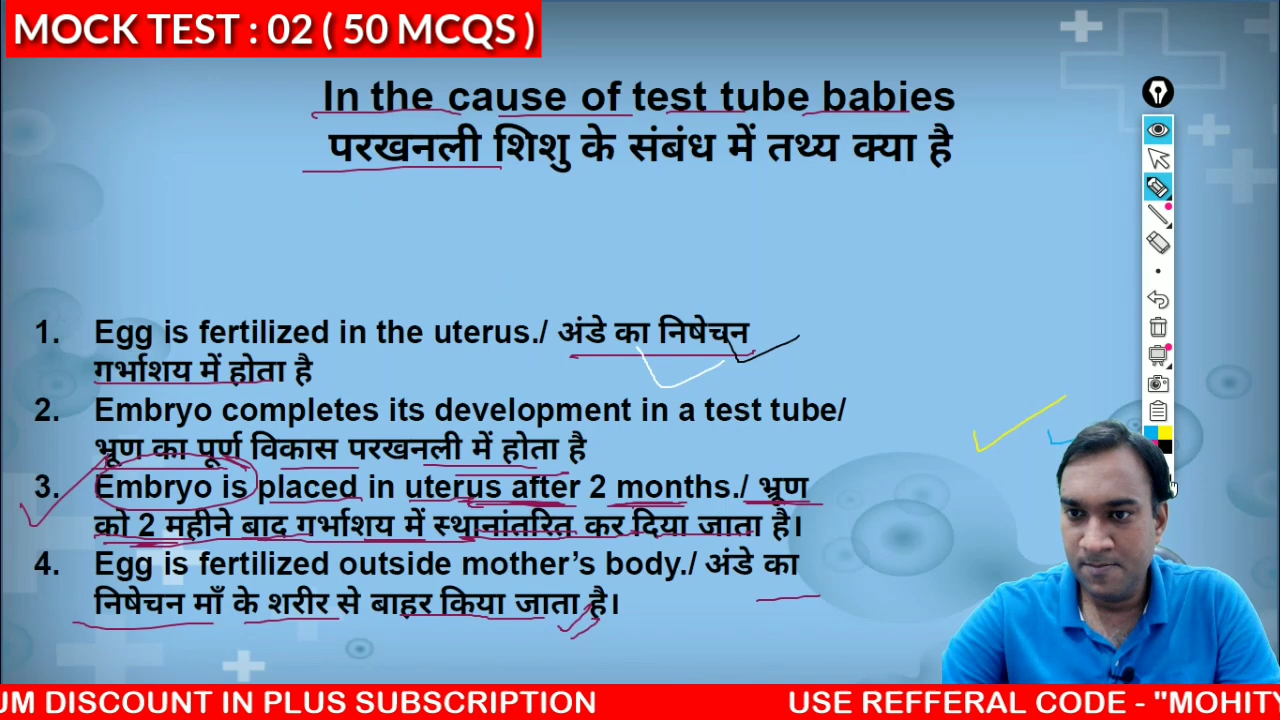 MOCK TEST : 02 ( 50 MCQS )
In the cause of test tube babies
परखनली शिशु के संबंध में तथ्य क्या है
1. Egg is fertilized in the uterus./ अंडे का निषेचन
गर्भाशय में होता है
2. Embryo completes its development in a test tube/
भ्रूण का पूर्ण विकास परखनली में होता है
3. Embryo is placed in uterus after 2 months./ भ्रूण
को 2 महीने बाद गर्भाशय में स्थानांतरित कर दिया जाता है।
4. Egg is fertilized outside mother's body./ अंडे का
निषेचन माँ के शरीर से बाहर किया जाता है।
UM DISCOUNT IN PLUS SUBSCRIPTION USE REFFERAL CODE - "MOHITY